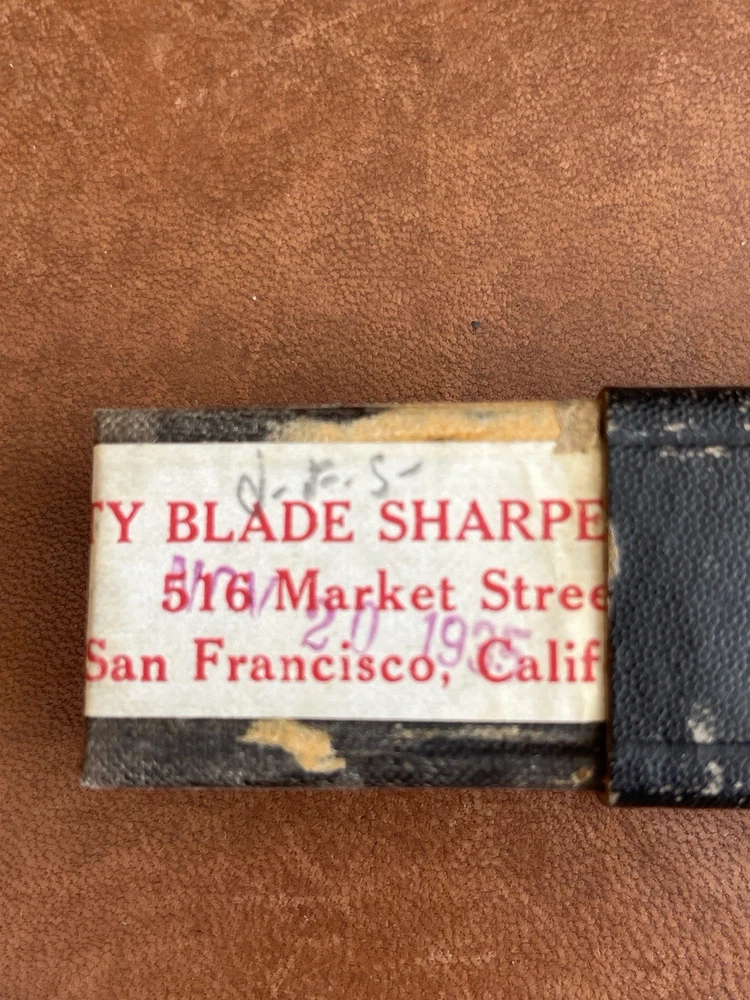 J-F-S-
TY BLADE SHARPE
516 Market Stree
NOV 20 1935
San Francisco, Calif